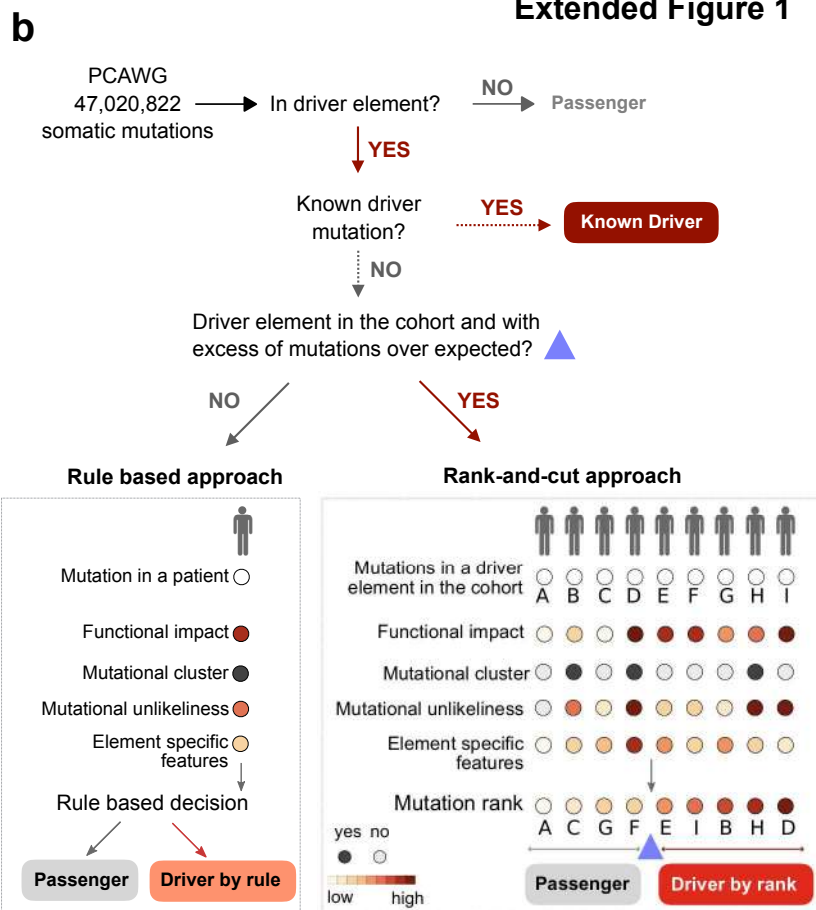 Extended Figure 1
b
PCAWG
47,020,822
somatic mutations
In driver element?
NO
Passenger
YES
Known driver
mutation?
YES
Known Driver
NO
Driver element in the cohort and with
excess of mutations over expected?
NO
YES
Rule based approach
Mutation in a patient
Functional impact
Mutational cluster
Mutational unlikeliness
Element specific
features
Rule based decision
Passenger
Driver by rule
Rank-and-cut approach
Mutations in a driver
element in the cohort
A B C D E F G H I
Functional impact
Mutational cluster
Mutational unlikeliness
Element specific
features
Mutation rank
A C G F E I B H D
yes no
low high
Passenger
Driver by rank